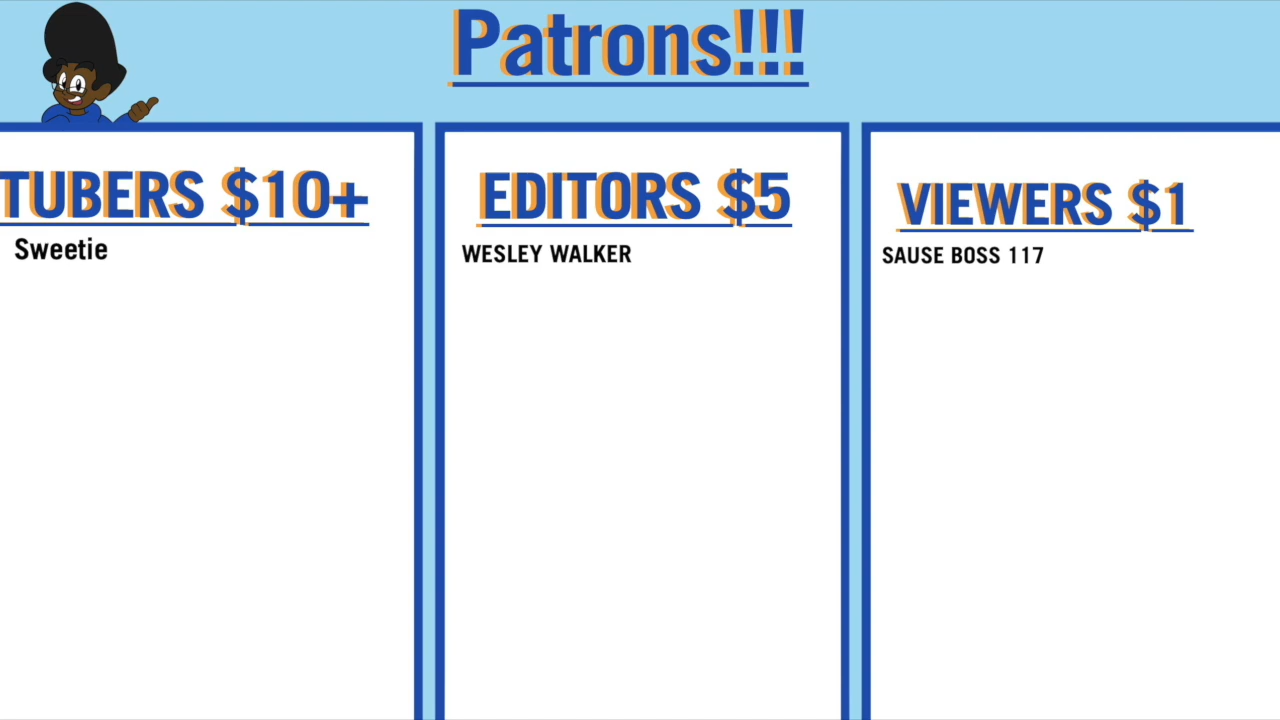 Patrons!!!
TUBERS $10+
Sweetie
EDITORS $5
WESLEY WALKER
VIEWERS $1
SAUSE BOSS 117